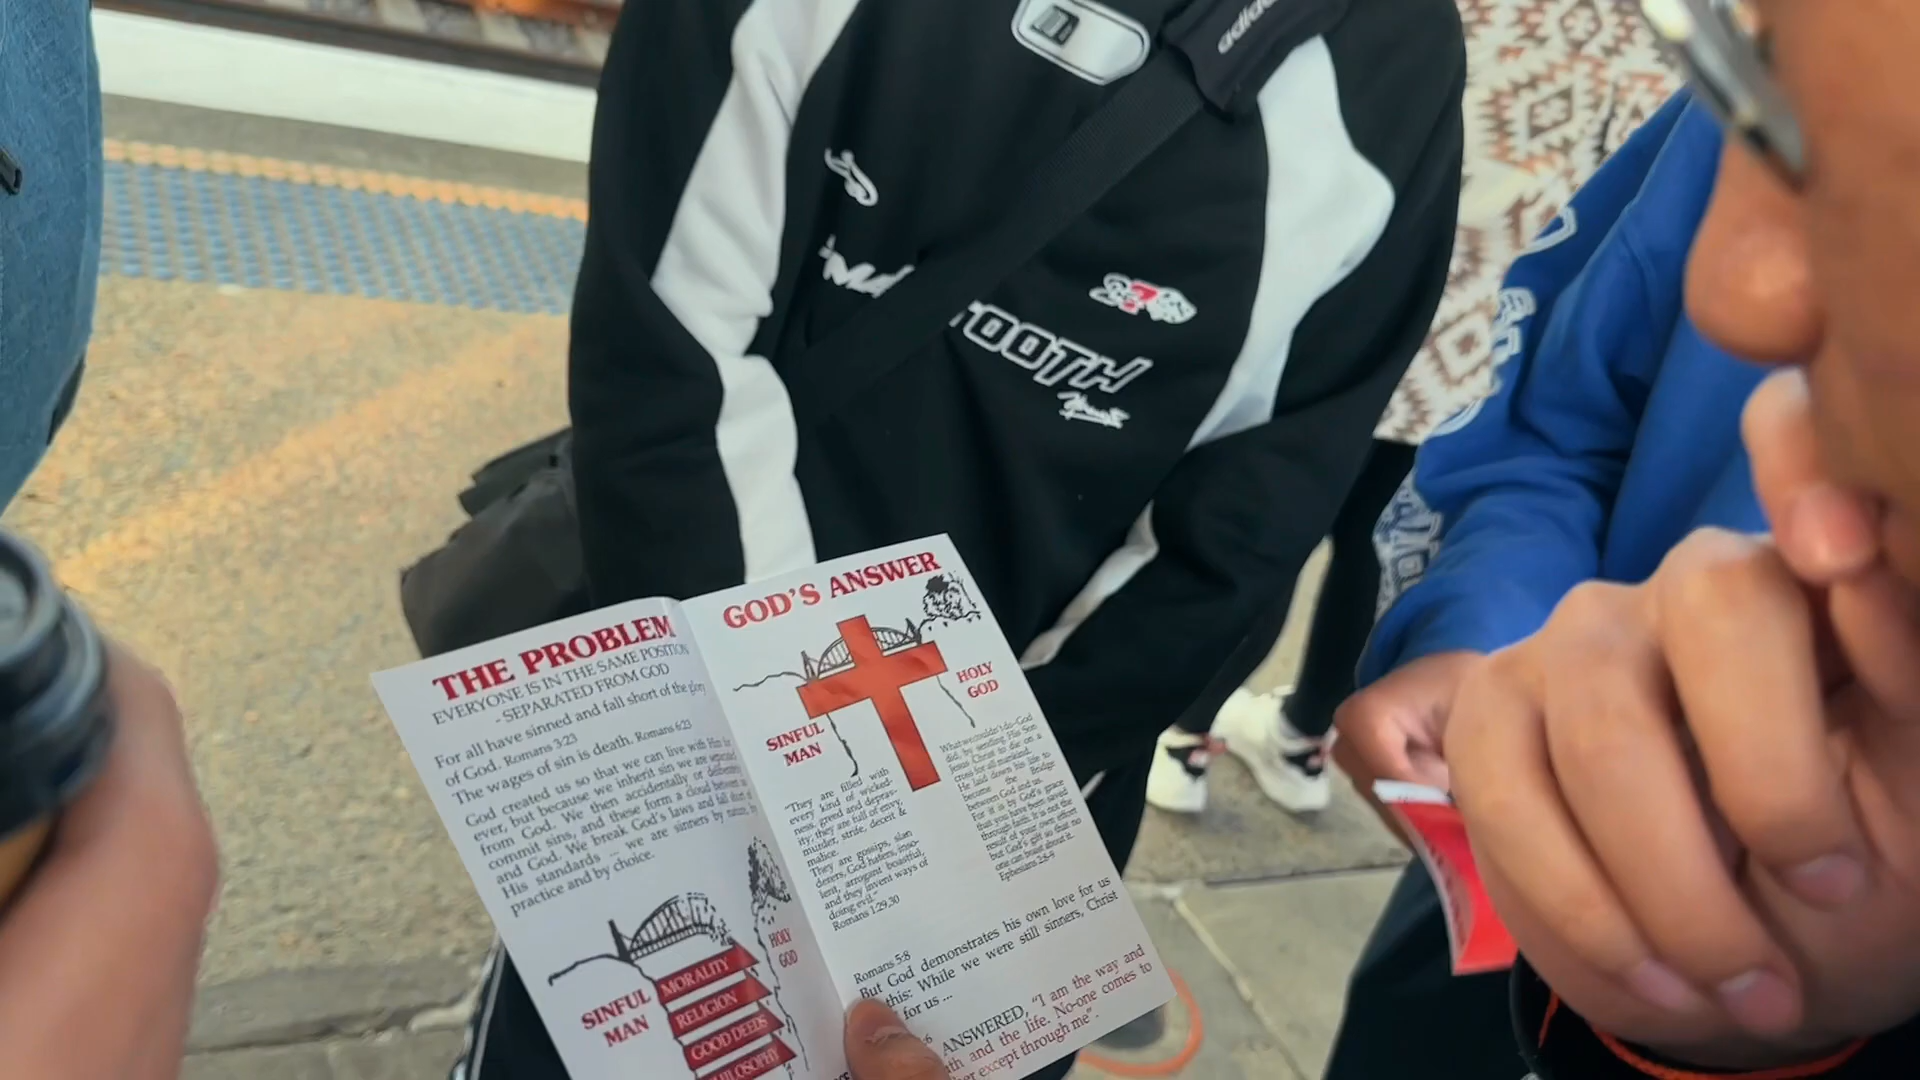 adidas
TOOTH
THE PROBLEM
EVERYONE IS IN THE SAME POSITION
- SEPARATED FROM GOD
For all have sinned and fall short of the glory
of God. Romans 3:23
The wages of sin is death. Romans 6:23
God created us so that we can live with Him for
ever, but because we inherit sin we are separated
from God. We then accidentally or deliberately
commit sins, and these form a cloud between us
and God. We break God's laws and fall short of
His standards ... we are sinners by nature, by
practice and by choice.
HOLY
GOD
SINFUL
MAN
MORALITY
RELIGION
GOOD DEEDS
PHILOSOPHY
GOD'S ANSWER
HOLY
GOD
SINFUL
MAN
"They are filled with
every kind of wicked-
ness, greed and deprav-
ity; they are full of envy,
murder, strife, deceit &
malice.
They are gossips, slan
derers, God haters, inso-
lent, arrogant boastful,
and they invent ways of
doing evil."
Romans 1:29,30
What we couldn't do - God
did, by sending His Son
Jesus Christ to die on a
cross for all mankind.
He laid down his life to
become the Bridge
between God and us.
For it is by God's grace
that you have been saved
through faith. It is not the
result of your own effort
but God's gift so that no
one can boast about it.
Ephesians 2:8-9
Romans 5:8
But God demonstrates his own love for us
this: While we were still sinners, Christ
for us ...
:6
ANSWERED, "I am the way and
and the life. No-one comes to
except through me".